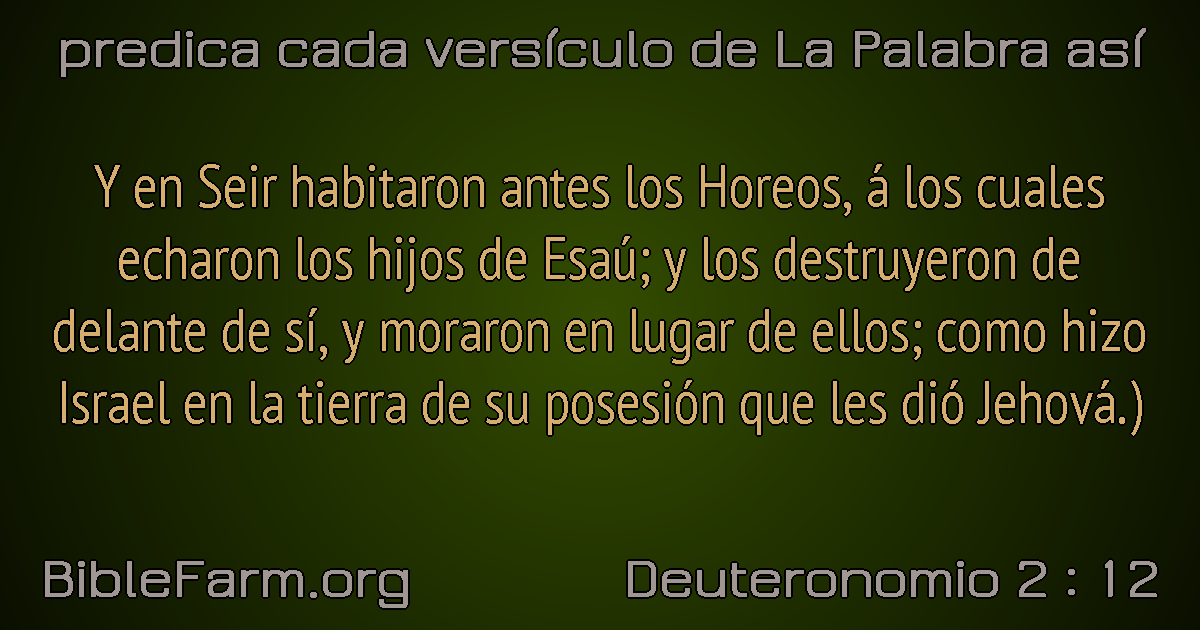 predica cada versículo de La Palabra así
Y en Seir habitaron antes los Horeos, á los cuales
echaron los hijos de Esaú; y los destruyeron de
delante de sí, y moraron en lugar de ellos; como hizo
Israel en la tierra de su posesión que les dió Jehová.)
BibleFarm.org
Deuteronomio 2 : 12